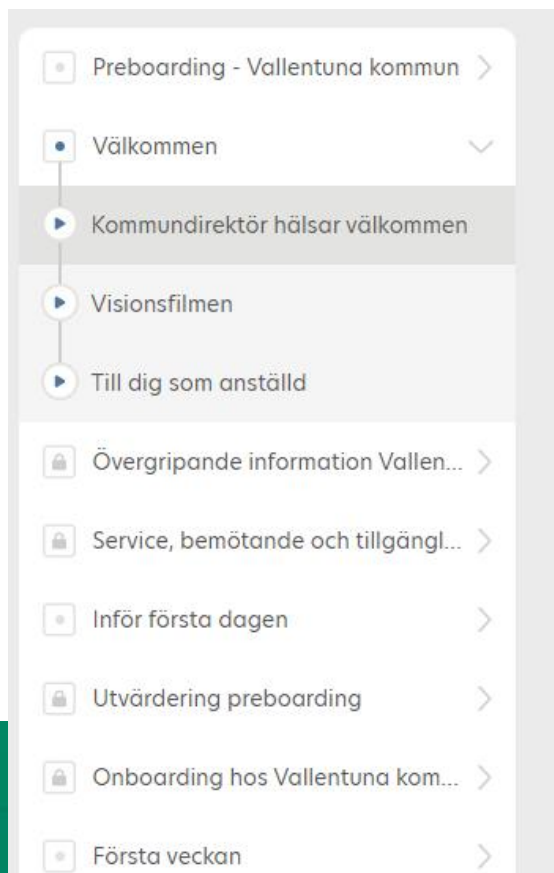 Preboarding - Vallentuna kommun
Välkommen
Kommundirektör hälsar välkommen
Visionsfilmen
Till dig som anställd
Övergripande information Vallen...
Service, bemötande och tillgängl...
Inför första dagen
Utvärdering preboarding
Onboarding hos Vallentuna kom...
Första veckan